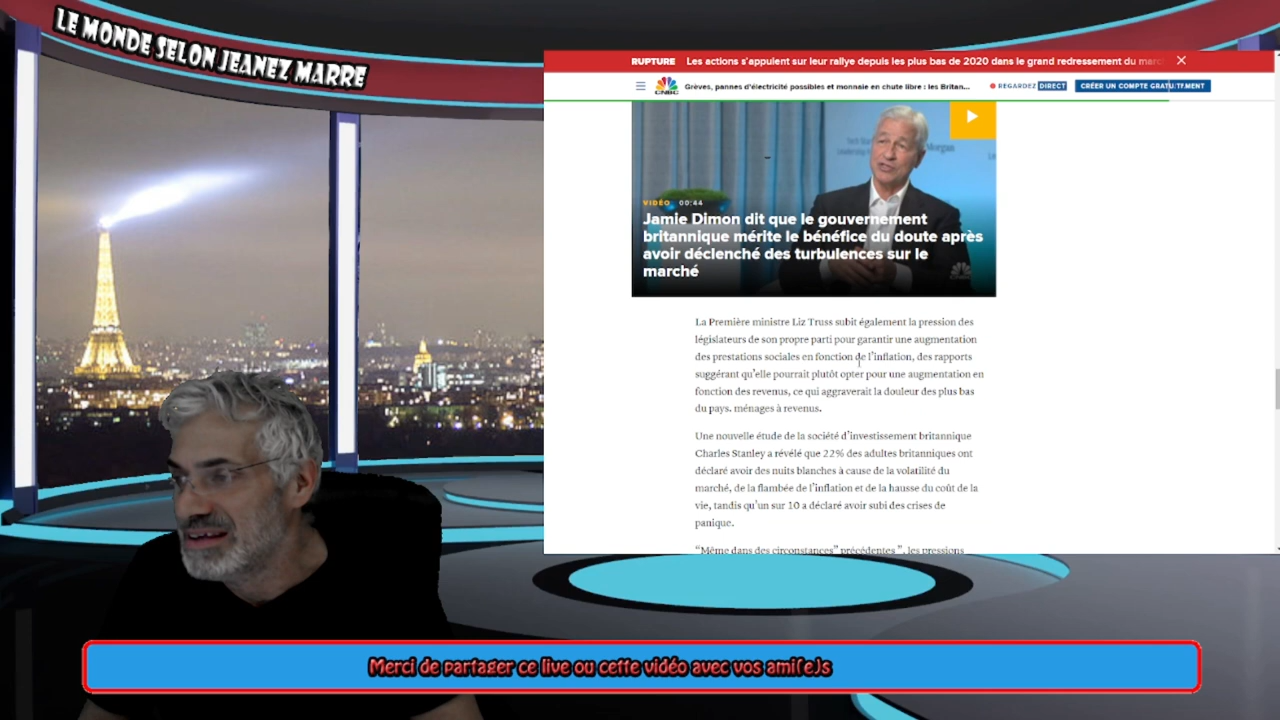 LE MONDE SELON JEANEZ MARRE
RUPTURE Les actions s'appuient sur leur rallye depuis les plus bas de 2020 dans le grand redressement du marc
CNBC Grèves, pannes d'électricité possibles et monnaie en chute libre : les Britan... REGARDEZ DIRECT CRÉER UN COMPTE GRATUITEMENT
Morgan
VIDÉO 00:44
Jamie Dimon dit que le gouvernement
britannique mérite le bénéfice du doute après
avoir déclenché des turbulences sur le
marché
La Première ministre Liz Truss subit également la pression des
législateurs de son propre parti pour garantir une augmentation
des prestations sociales en fonction de l'inflation, des rapports
suggérant qu'elle pourrait plutôt opter pour une augmentation en
fonction des revenus, ce qui aggraverait la douleur des plus bas
du pays. ménages à revenus.
Une nouvelle étude de la société d'investissement britannique
Charles Stanley a révélé que 22% des adultes britanniques ont
déclaré avoir des nuits blanches à cause de la volatilité du
marché, de la flambée de l'inflation et de la hausse du coût de la
vie, tandis qu'un sur 10 a déclaré avoir subi des crises de
panique.
“Même dans des circonstances” précédentes ”, les pressions
Merci de partager ce live ou cette vidéo avec vos ami(e)s